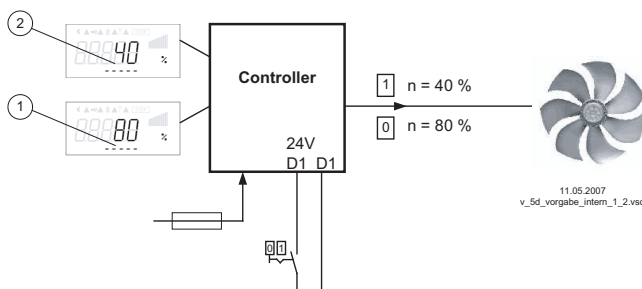 2
40
%
Controller
1 n = 40 %
1
80
%
0 n = 80 %
24V
D1 D1
11.05.2007
v_5d_vorgabe_intern_1_2.vsd
0 1